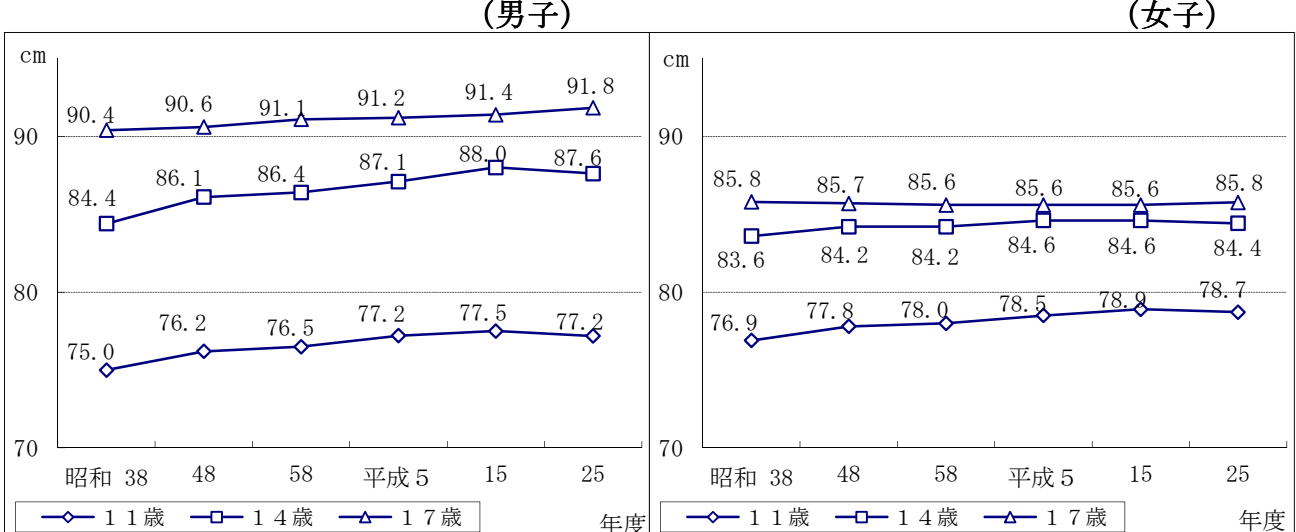 (男子)
(女子)
cm
90.4 90.6 91.1 91.2 91.4 91.8
90
84.4 86.1 86.4 87.1 88.0 87.6
80
75.0 76.2 76.5 77.2 77.5 77.2
70
昭和 38 48 58 平成５ 15 25
１１歳 １４歳 １７歳 年度
cm
90
85.8 85.7 85.6 85.6 85.6 85.8
83.6 84.2 84.2 84.6 84.6 84.4
80
76.9 77.8 78.0 78.5 78.9 78.7
70
昭和 38 48 58 平成５ 15 25
１１歳 １４歳 １７歳 年度